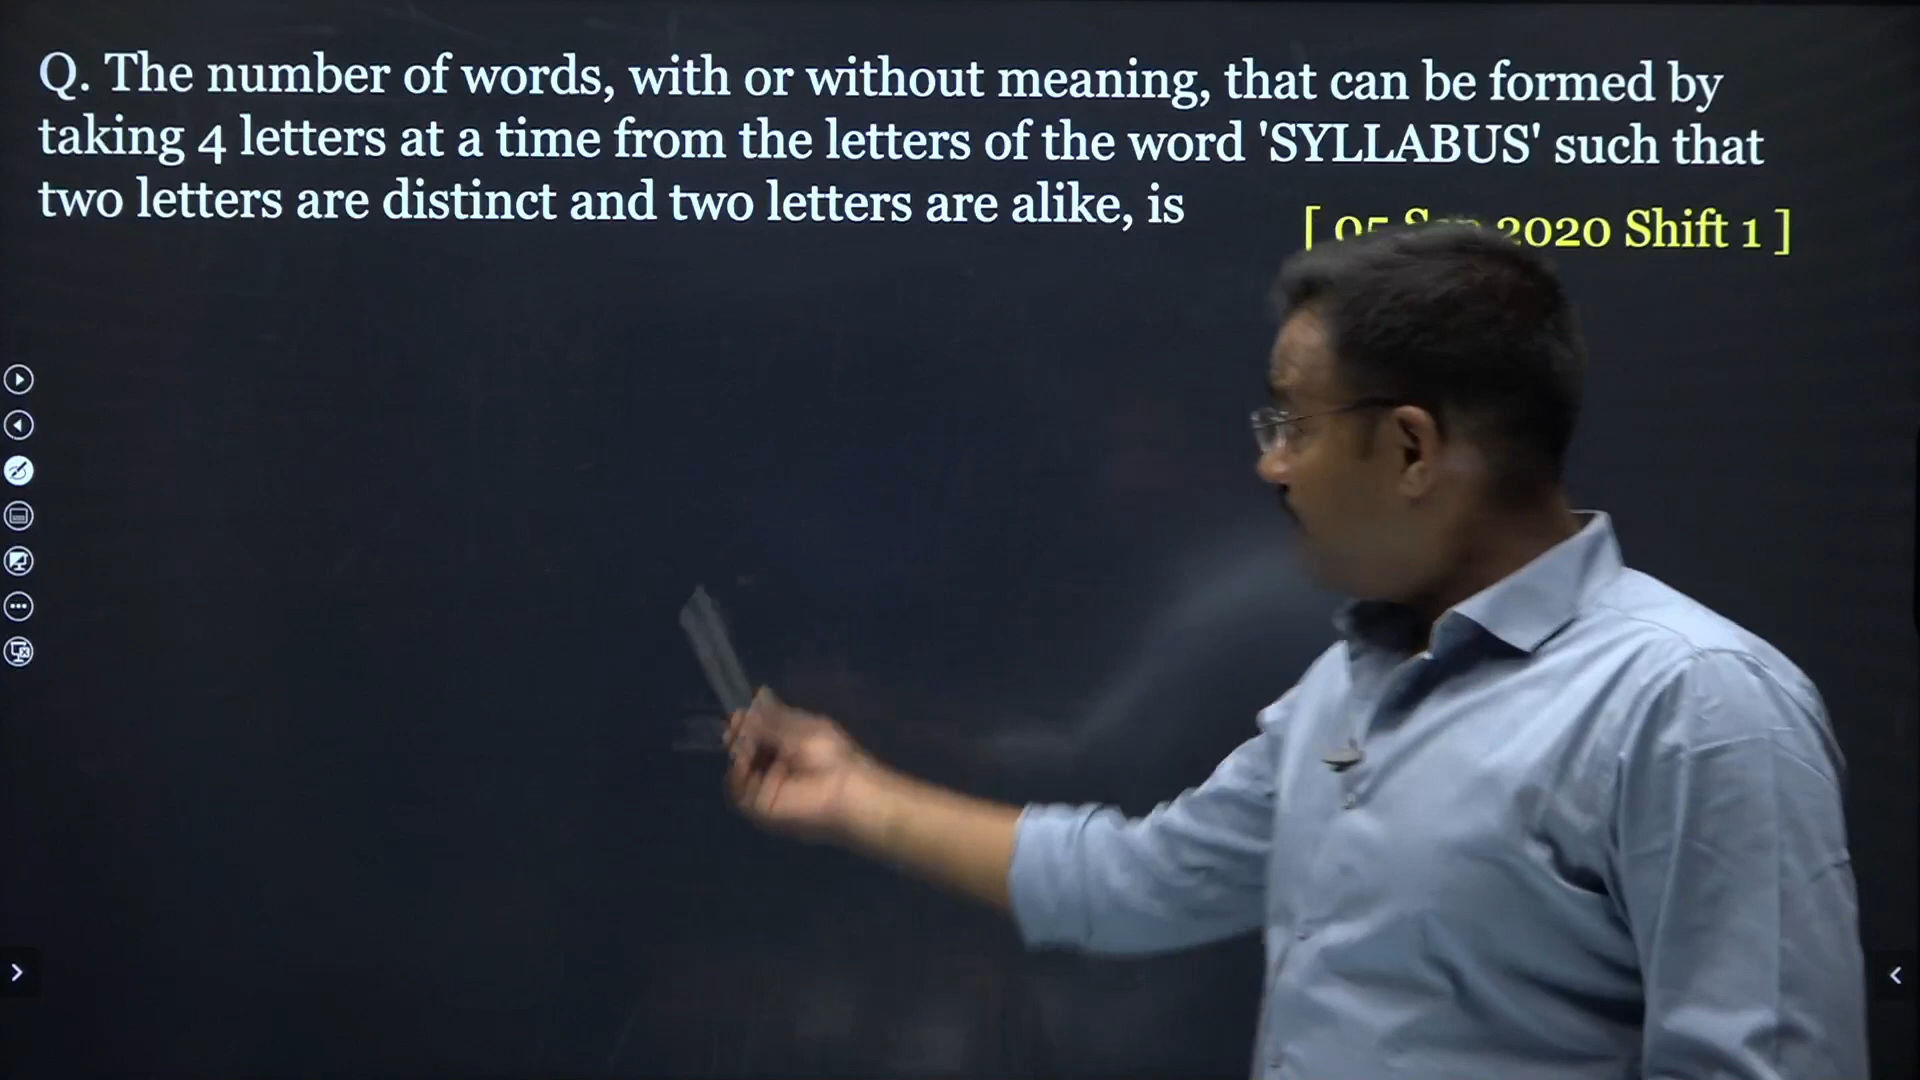 Q. The number of words, with or without meaning, that can be formed by
taking 4 letters at a time from the letters of the word 'SYLLABUS' such that
two letters are distinct and two letters are alike, is
[ 05 2020 Shift 1 ]